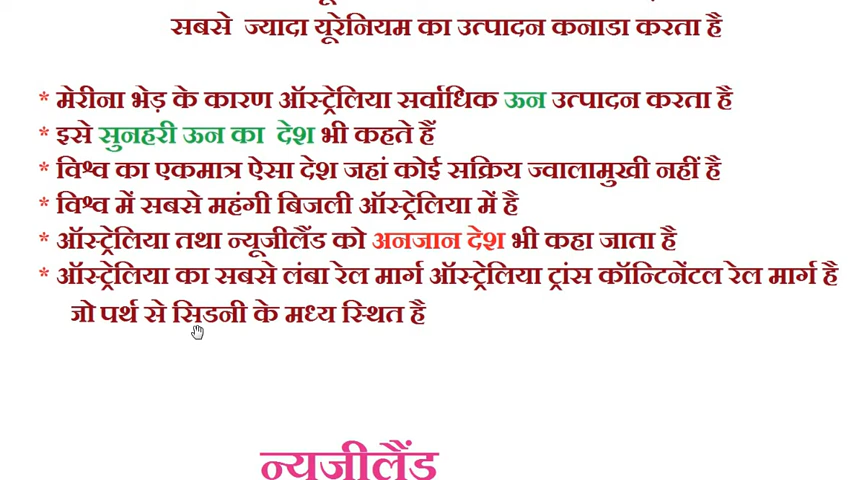 सबसे ज्यादा यूरेनियम का उत्पादन कनाडा करता है
* मेरीना भेड़ के कारण ऑस्ट्रेलिया सर्वाधिक ऊन उत्पादन करता है
* इसे सुनहरी ऊन का देश भी कहते हैं
* विश्व का एकमात्र ऐसा देश जहां कोई सक्रिय ज्वालामुखी नहीं है
* विश्व में सबसे महंगी बिजली ऑस्ट्रेलिया में है
* ऑस्ट्रेलिया तथा न्यूजीलैंड को अनजान देश भी कहा जाता है
* ऑस्ट्रेलिया का सबसे लंबा रेल मार्ग ऑस्ट्रेलिया ट्रांस कॉन्टिनेंटल रेल मार्ग है
जो पर्थ से सिडनी के मध्य स्थित है
न्यूजीलैंड